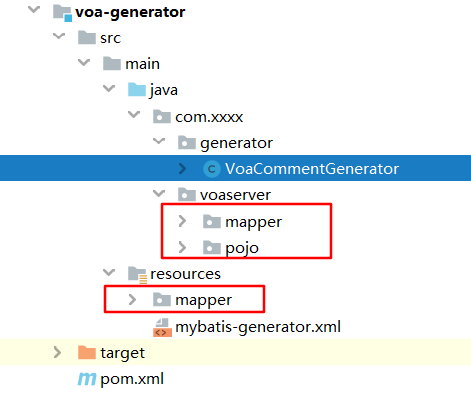 voa-generator
src
main
java
com.xxxx
generator
VoaCommentGenerator
voaserver
mapper
pojo
resources
mapper
mybatis-generator.xml
target
pom.xml